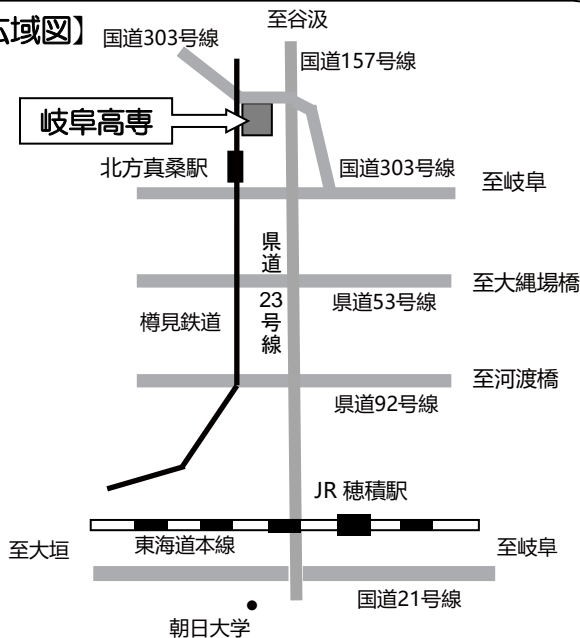 域図】
国道303号線
至谷汲
国道157号線
岐阜高専
北方真桑駅
国道303号線
至岐阜
県道
23号線
至大縄場橋
県道53号線
樽見鉄道
至河渡橋
県道92号線
JR 穂積駅
至大垣
東海道本線
至岐阜
国道21号線
朝日大学